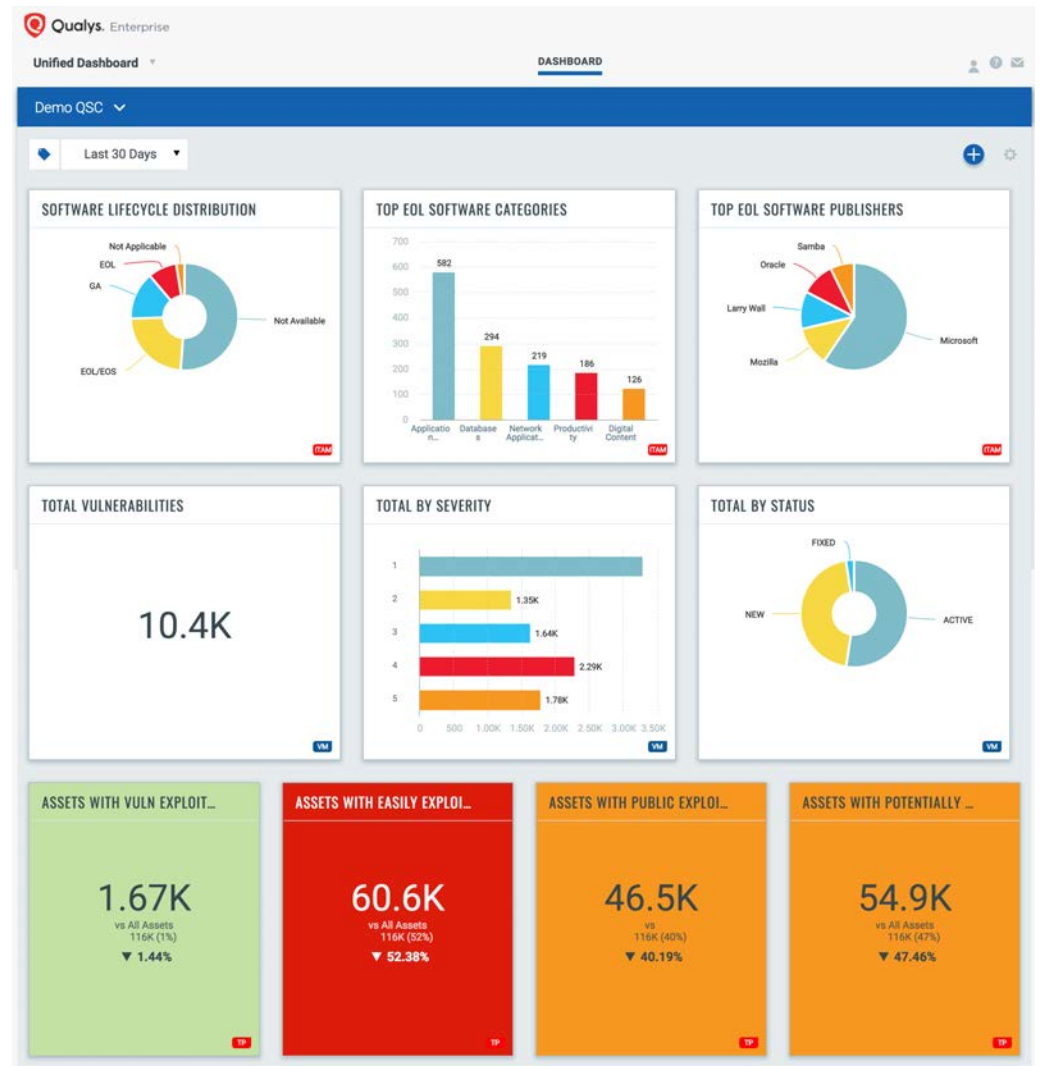 Qualys. Enterprise
Unified Dashboard
DASHBOARD
Demo QSC
Last 30 Days
SOFTWARE LIFECYCLE DISTRIBUTION
Not Applicable
EOL
GA
Not Available
EOL/EOS
ITAM
TOP EOL SOFTWARE CATEGORIES
700
600
500
400
300
200
100
0
582
294
219
186
126
Applicatio
n...
Database
s
Network
Applicat...
Productivi
ty
Digital
Content
ITAM
TOP EOL SOFTWARE PUBLISHERS
Samba
Oracle
Larry Wall
Microsoft
Mozilla
ITAM
TOTAL VULNERABILITIES
10.4K
VM
TOTAL BY SEVERITY
1
2
1.35K
3
1.64K
4
2.29K
5
1.78K
0 500 1.00K 1.50K 2.00K 2.50K 3.00K 3.50K
VM
TOTAL BY STATUS
FIXED
NEW
ACTIVE
VM
ASSETS WITH VULN EXPLOIT...
1.67K
vs All Assets
116K (1%)
▼ 1.44%
TP
ASSETS WITH EASILY EXPLOI...
60.6K
vs All Assets
116K (52%)
▼ 52.38%
TP
ASSETS WITH PUBLIC EXPLOI...
46.5K
vs
116K (40%)
▼ 40.19%
TP
ASSETS WITH POTENTIALLY ...
54.9K
vs All Assets
116K (47%)
▼ 47.46%
TP